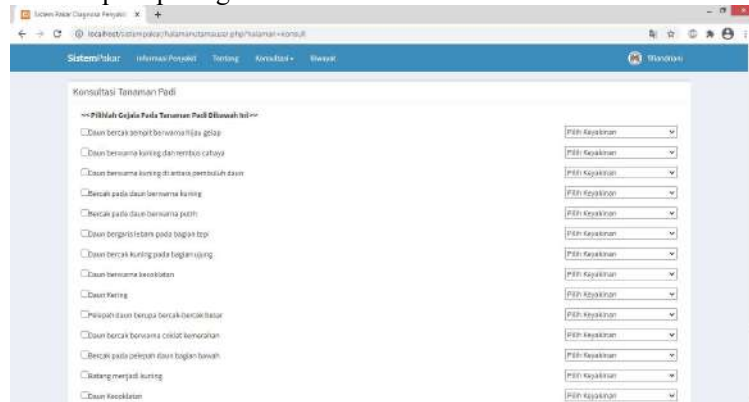 Sistem Pakar Diagnosa Penyakit
localhost/sistempakar/halamanutamauser.php?halaman=konsult
SistemPakar Informasi Penyakit Tentang Konsultasi Riwayat
Konsultasi Tanaman Padi
<< Pilihlah Gejala Pada Tanaman Padi Dibawah Ini >>
Daun bercak sempit berwarna hijau gelap Pilih Keyakinan
Daun berwarna kuning dan tembus cahaya Pilih Keyakinan
Daun berwarna kuning di antara pembuluh daun Pilih Keyakinan
Bercak pada daun berwarna kuning Pilih Keyakinan
Bercak pada daun berwarna putih Pilih Keyakinan
Daun bergaris kebasahan pada bagian tepi Pilih Keyakinan
Daun bercak kuning pada bagian ujung Pilih Keyakinan
Daun berwarna kecoklatan Pilih Keyakinan
Daun Kering Pilih Keyakinan
Pelepah daun berupa bercak-bercak besar Pilih Keyakinan
Daun bercak berwarna coklat kemerahan Pilih Keyakinan
Bercak pada pelepah daun bagian bawah Pilih Keyakinan
Batang menjadi kuning Pilih Keyakinan
Daun Kecoklatan Pilih Keyakinan